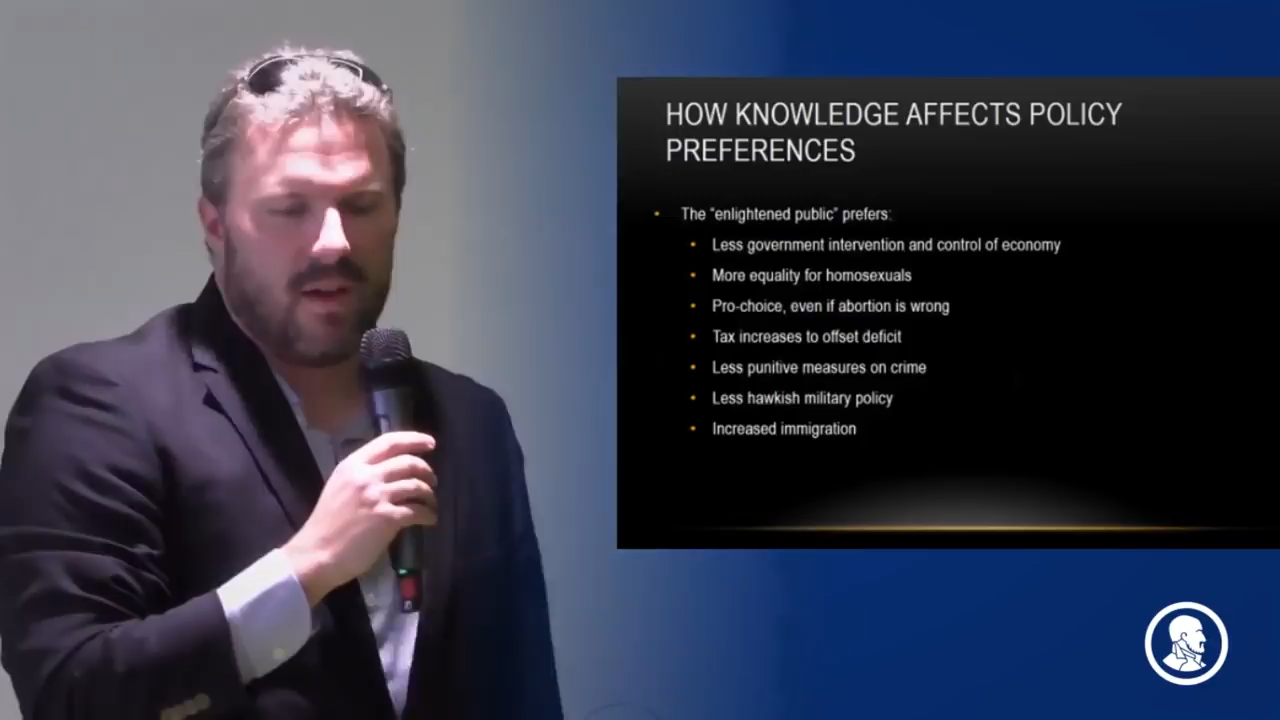 HOW KNOWLEDGE AFFECTS POLICY
PREFERENCES
• The “enlightened public” prefers:
• Less government intervention and control of economy
• More equality for homosexuals
• Pro-choice, even if abortion is wrong
• Tax increases to offset deficit
• Less punitive measures on crime
• Less hawkish military policy
• Increased immigration